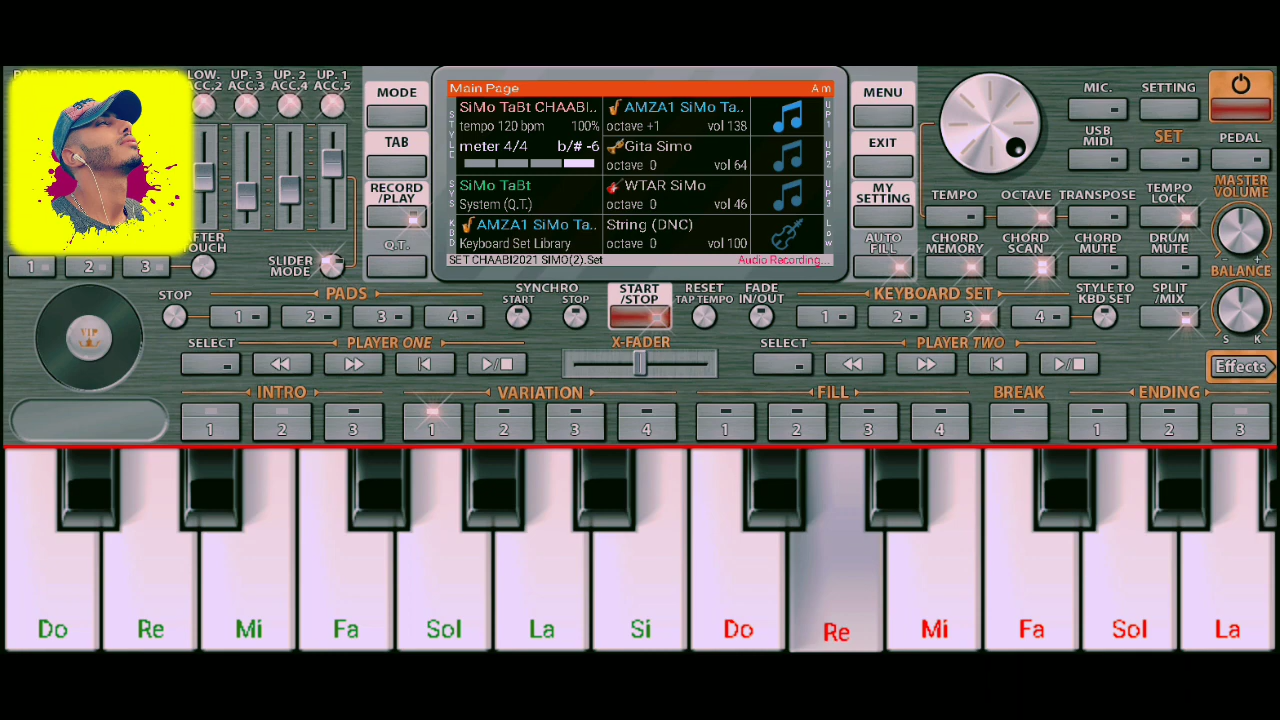 LOW. UP. 3 UP. 2 UP. 1
ACC.2 ACC.3 ACC.4 ACC.5
TOUCH
1 2 3
SLIDER
MODE
MODE
TAB
RECORD
/PLAY
Q.T.
Main Page Am
SiMo TaBt CHAABI..
tempo 120 bpm 100%
meter 4/4 b/# -6
SiMo TaBt
System (Q.T.)
AMZA1 SiMo Ta..
Keyboard Set Library
AMZA1 SiMo Ta..
octave +1 vol 138
Gita Simo
octave 0 vol 64
WTAR SiMo
octave 0 vol 46
String (DNC)
octave 0 vol 100
STYLE
SYS
KBD
UP1
UP2
UP3
Low
SET CHAABI2021 SIMO(2).Set Audio Recording...
MENU
EXIT
MY
SETTING
AUTO
FILL
MIC. SETTING
USB
MIDI
SET
PEDAL
TEMPO OCTAVE TRANSPOSE TEMPO
LOCK
CHORD
MEMORY
CHORD
SCAN
CHORD
MUTE
DRUM
MUTE
MASTER
VOLUME
- +
BALANCE
S K
VIP
STOP
PADS
1 2 3 4
SYNCHRO
START STOP
START
/STOP
RESET
TAP TEMPO
FADE
IN/OUT
KEYBOARD SET
1 2 3 4
STYLE TO
KBD SET
SPLIT
/MIX
SELECT PLAYER ONE
X-FADER
SELECT PLAYER TWO
Effects
INTRO VARIATION FILL BREAK ENDING
1 2 3 1 2 3 4 1 2 3 4 1 2 3
Do Re Mi Fa Sol La Si Do Re Mi Fa Sol La